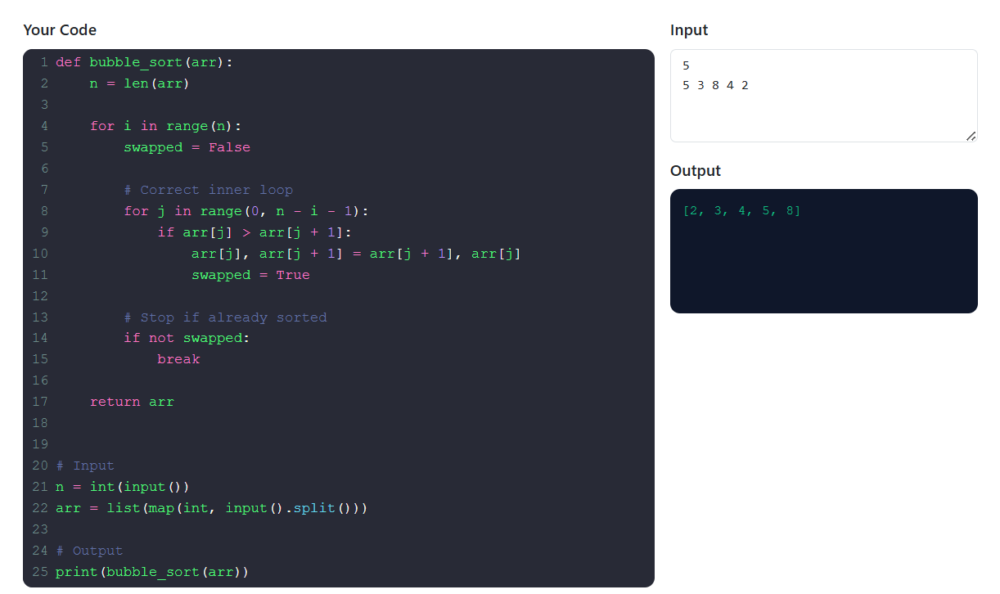 Your Code
1 def bubble_sort(arr):
2     n = len(arr)
3
4     for i in range(n):
5         swapped = False
6
7         # Correct inner loop
8         for j in range(0, n - i - 1):
9             if arr[j] > arr[j + 1]:
10                 arr[j], arr[j + 1] = arr[j + 1], arr[j]
11                 swapped = True
12
13         # Stop if already sorted
14         if not swapped:
15             break
16
17     return arr
18
19
20 # Input
21 n = int(input())
22 arr = list(map(int, input().split()))
23
24 # Output
25 print(bubble_sort(arr))
Input
5
5 3 8 4 2
Output
[2, 3, 4, 5, 8]